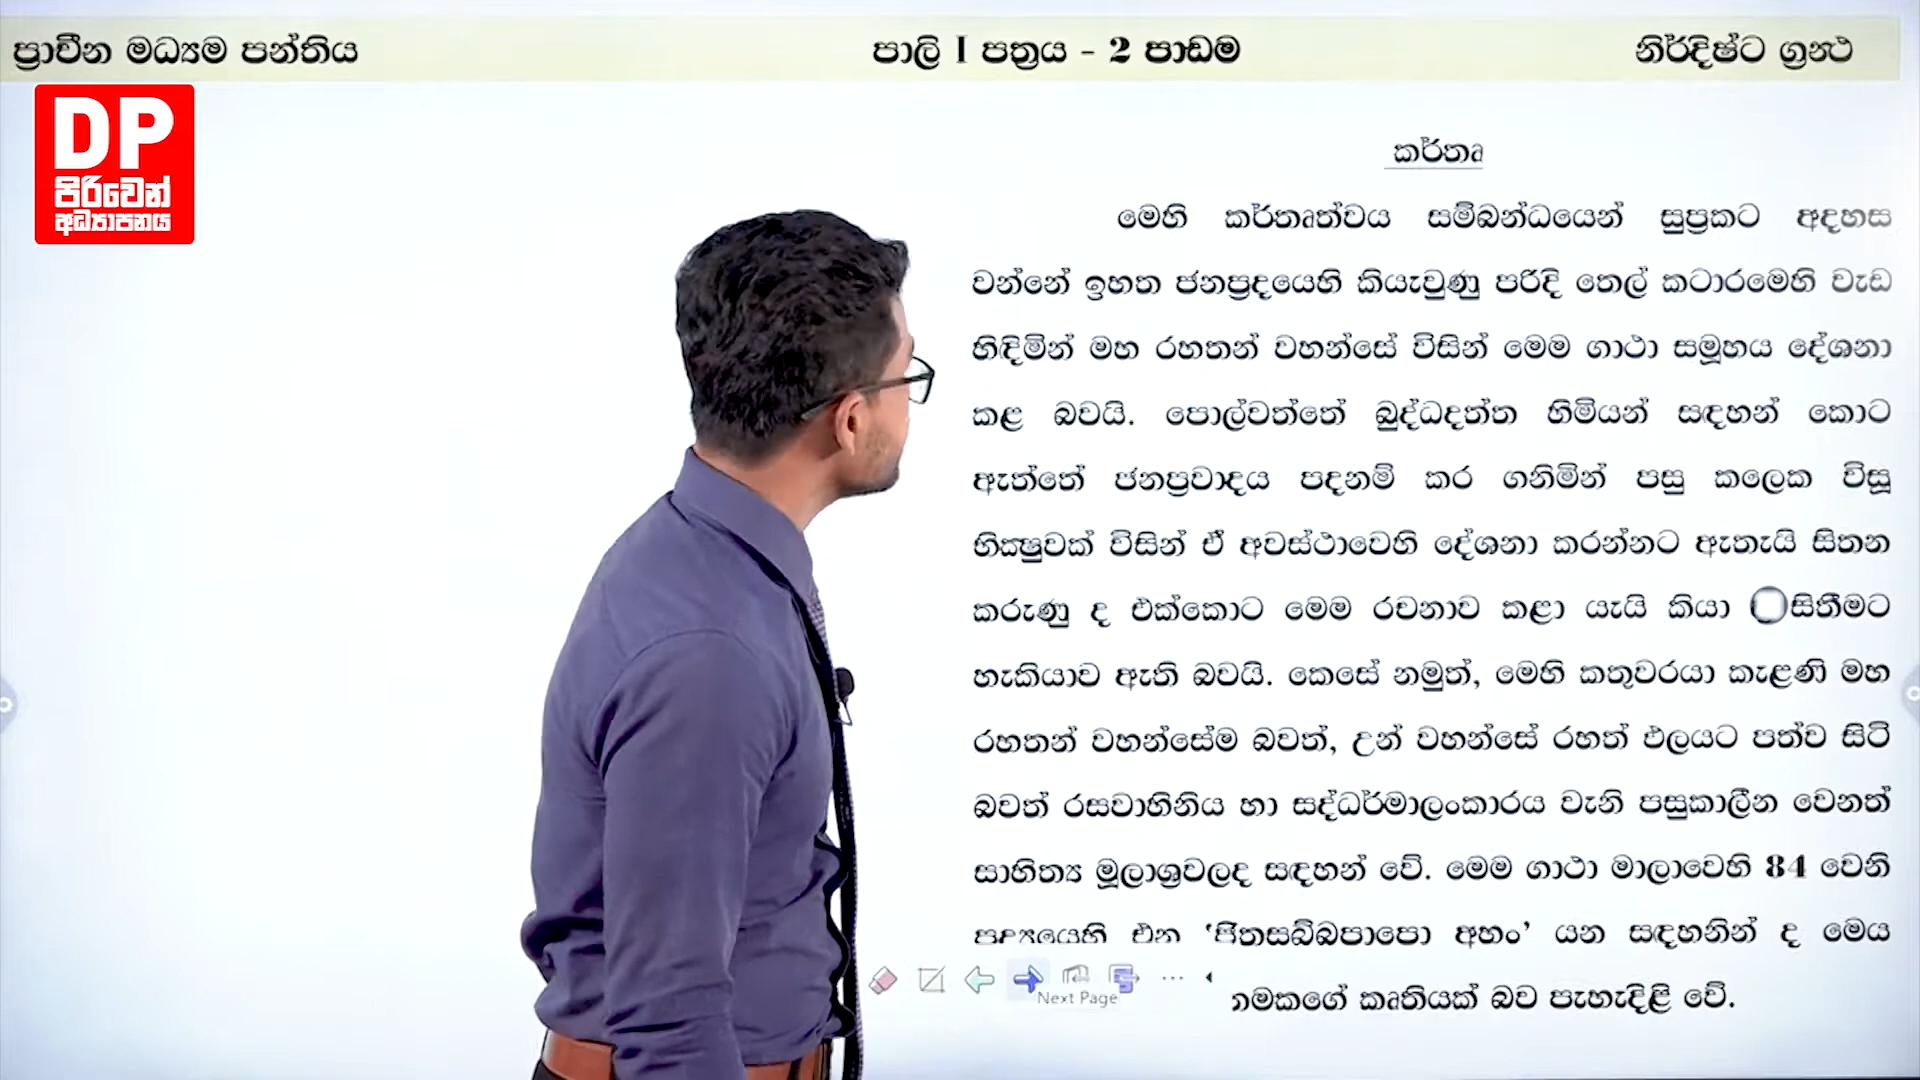 ප්‍රාචීන මධ්‍යම පන්තිය
පාලි I පත්‍රය - 2 පාඩම
නිර්දිෂ්ට ග්‍රන්ථ
DP
පිරිවෙන්
අධ්‍යාපනය
කර්තෘ
මෙහි කර්තෘත්වය සම්බන්ධයෙන් සුප්‍රකට අදහස
වන්නේ ඉහත ජනප්‍රදයෙහි කියැවුණු පරිදි තෙල් කටාරමෙහි වැඩ
හිඳිමින් මහ රහතන් වහන්සේ විසින් මෙම ගාථා සමූහය දේශනා
කළ බවයි. පොල්වත්තේ බුද්ධදත්ත හිමියන් සඳහන් කොට
ඇත්තේ ජනප්‍රවාදය පදනම් කර ගනිමින් පසු කලෙක විසූ
භික්ෂුවක් විසින් ඒ අවස්ථාවෙහි දේශනා කරන්නට ඇතැයි සිතන
කරුණු ද එක්කොට මෙම රචනාව කළා යැයි කියා සිතීමට
හැකියාව ඇති බවයි. කෙසේ නමුත්, මෙහි කතුවරයා කැළණි මහ
රහතන් වහන්සේම බවත්, උන් වහන්සේ රහත් ඵලයට පත්ව සිටි
බවත් රසවාහිනිය හා සද්ධර්මාලංකාරය වැනි පසුකාලීන වෙනත්
සාහිත්‍ය මූලාශ්‍රවලද සඳහන් වේ. මෙම ගාථා මාලාවෙහි 84 වෙනි
පද්‍යයෙහි එන ‘ජිතසබ්බපාපො අහං’ යන සඳහනින් ද මෙය
Next Page
නමකගේ කෘතියක් බව පැහැදිළි වේ.